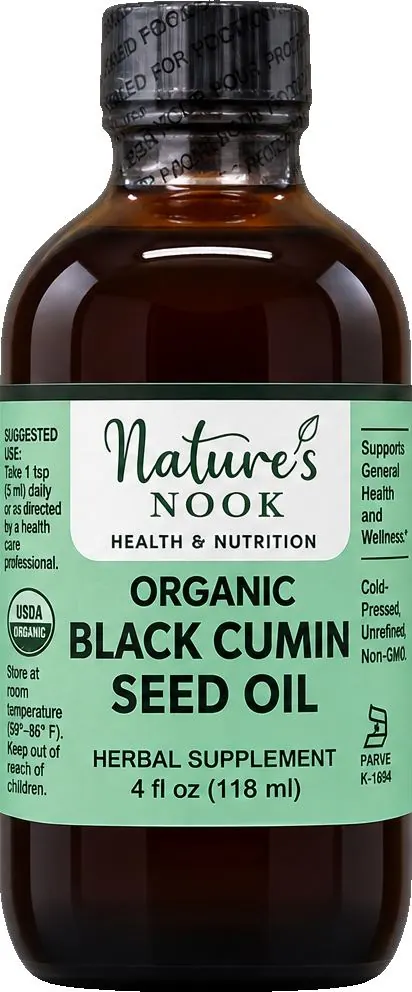 SUGGESTED
USE:
Take 1 tsp
(5 ml) daily
or as directed
by a health
care
professional.
USDA
ORGANIC
Store at
room
temperature
(59°–86° F).
Keep out of
reach of
children.
Nature's
NOOK
HEALTH & NUTRITION
ORGANIC
BLACK CUMIN
SEED OIL
HERBAL SUPPLEMENT
4 fl oz (118 ml)
Supports
General
Health
and
Wellness.*
Cold-
Pressed,
Unrefined,
Non-GMO.
PARVE
K-1694